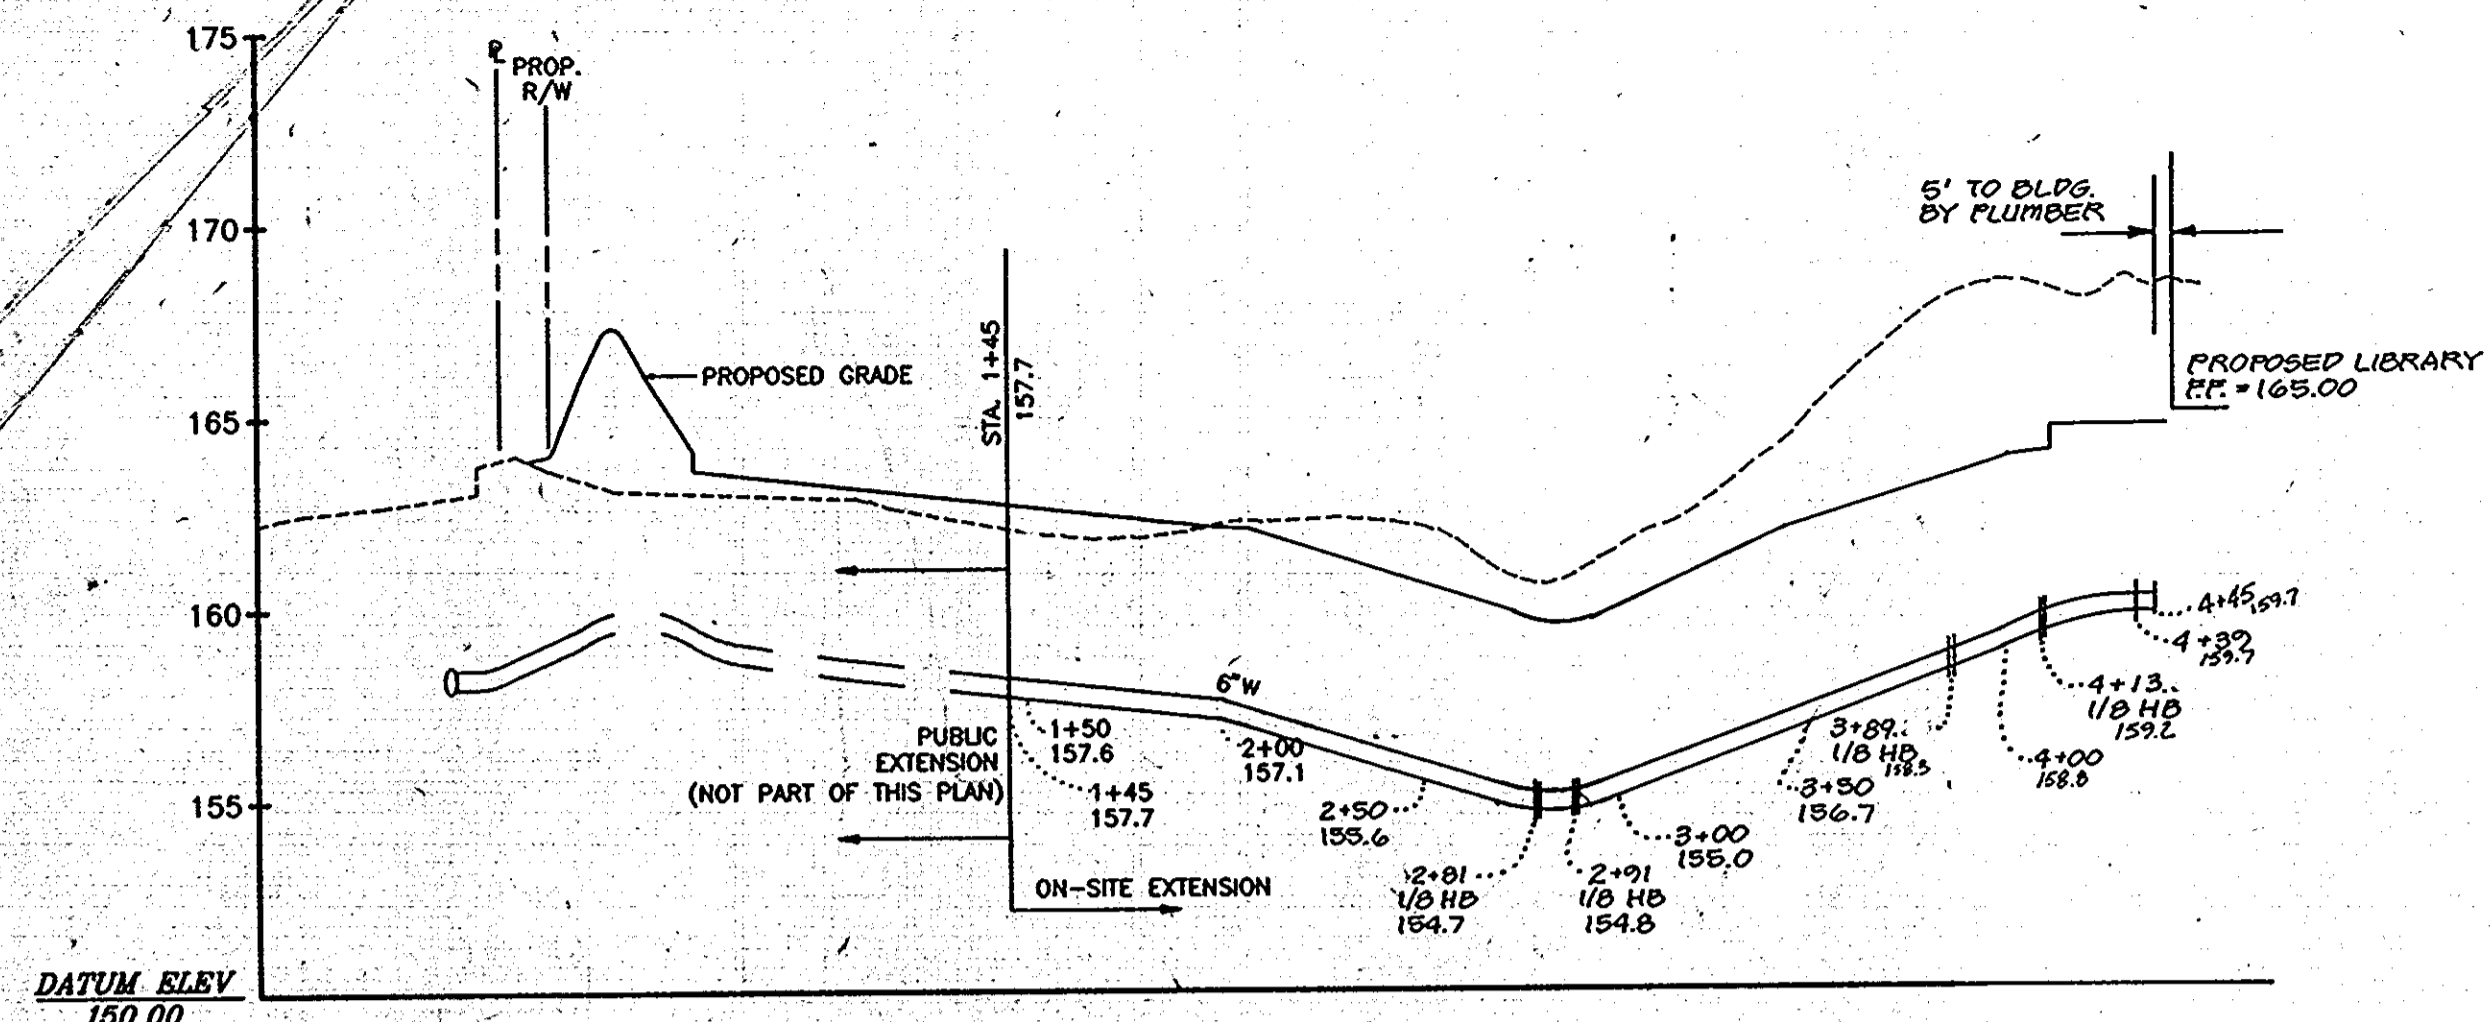 175
170
165
160
155
DATUM ELEV
150.00
PROP.
R/W
PROPOSED GRADE
STA. 1+45
157.7
5' TO BLDG.
BY PLUMBER
PROPOSED LIBRARY
F.F. = 165.00
6"W
PUBLIC
EXTENSION
(NOT PART OF THIS PLAN)
ON-SITE EXTENSION
1+50
157.6
1+45
157.7
2+00
157.1
2+50
155.6
2+81
1/8 HB
154.7
2+91
1/8 HB
154.8
3+00
155.0
3+50
156.7
3+89
1/8 HB
158.3
4+00
158.8
4+13
1/8 HB
159.2
4+39
159.7
4+45
159.7